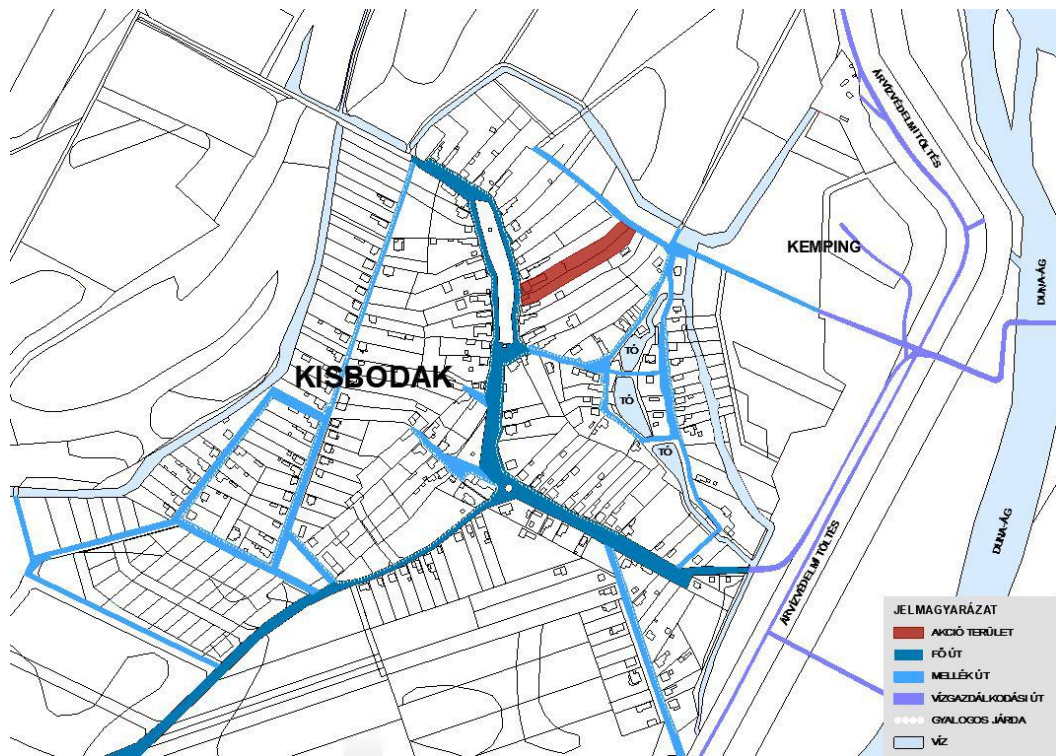 ÁRVÍZVÉDELMI TÖLTÉS
KEMPING
DUNA-ÁG
TÓ
KISBODAK
TÓ
TÓ
DUNA-ÁG
ÁRVÍZVÉDELMI TÖLTÉS
JELMAGYARÁZAT
AKCIÓ TERÜLET
FŐ ÚT
MELLÉK ÚT
VÍZGAZDÁLKODÁSI ÚT
GYALOGOS JÁRDA
VÍZ